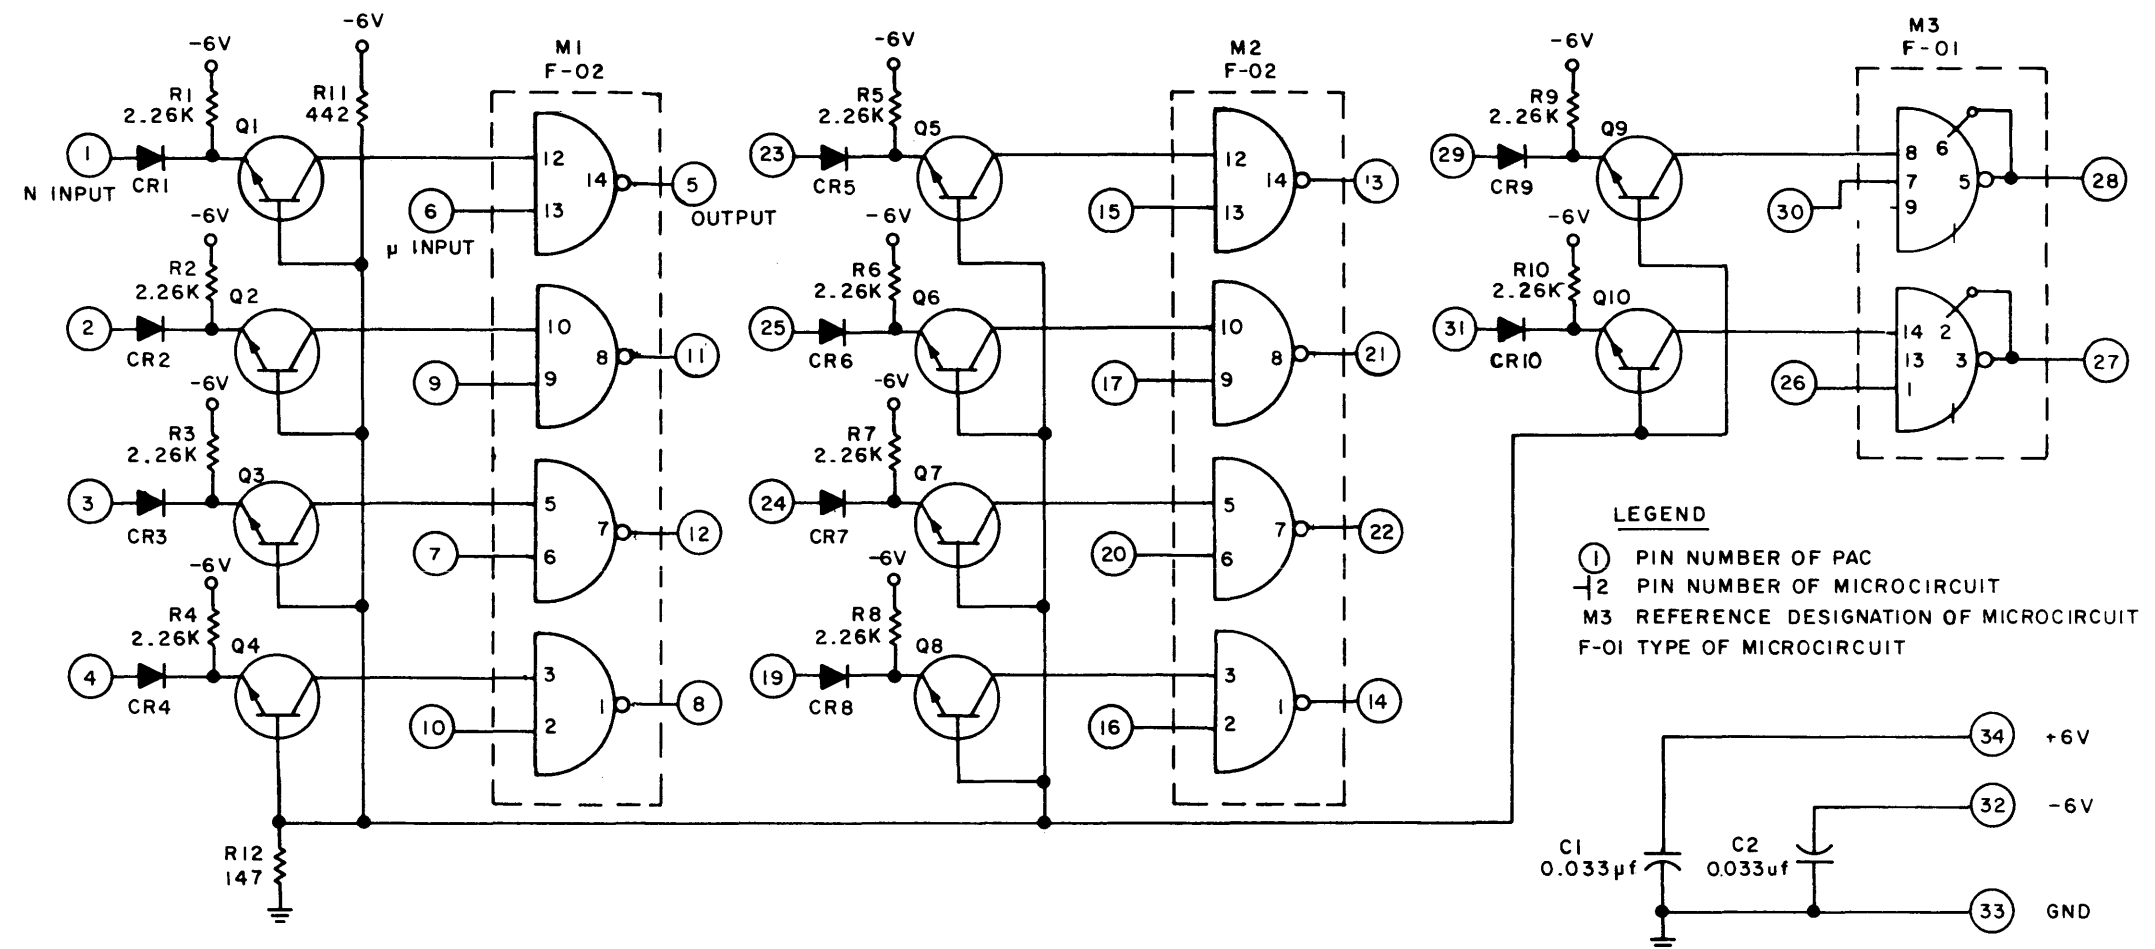 -6V
-6V
R1
2.26K
R11
442
Q1
1
N INPUT
CR1
M1
F-02
12
13
14
5
OUTPUT
6
μ INPUT
-6V
R2
2.26K
Q2
2
CR2
10
9
8
11
9
-6V
R3
2.26K
Q3
3
CR3
5
6
7
12
7
-6V
R4
2.26K
Q4
4
CR4
3
2
1
8
10
R12
147
-6V
R5
2.26K
Q5
23
CR5
M2
F-02
12
13
14
13
15
-6V
R6
2.26K
Q6
25
CR6
10
9
8
21
17
-6V
R7
2.26K
Q7
24
CR7
5
6
7
22
20
-6V
R8
2.26K
Q8
19
CR8
3
2
1
14
16
-6V
R9
2.26K
Q9
29
CR9
M3
F-01
8
7
9
6
5
28
30
-6V
R10
2.26K
Q10
31
CR10
14
13
1
2
3
27
26
LEGEND
1 PIN NUMBER OF PAC
2 PIN NUMBER OF MICROCIRCUIT
M3 REFERENCE DESIGNATION OF MICROCIRCUIT
F-01 TYPE OF MICROCIRCUIT
34 +6V
32 -6V
C1
0.033μf
C2
0.033uf
33 GND